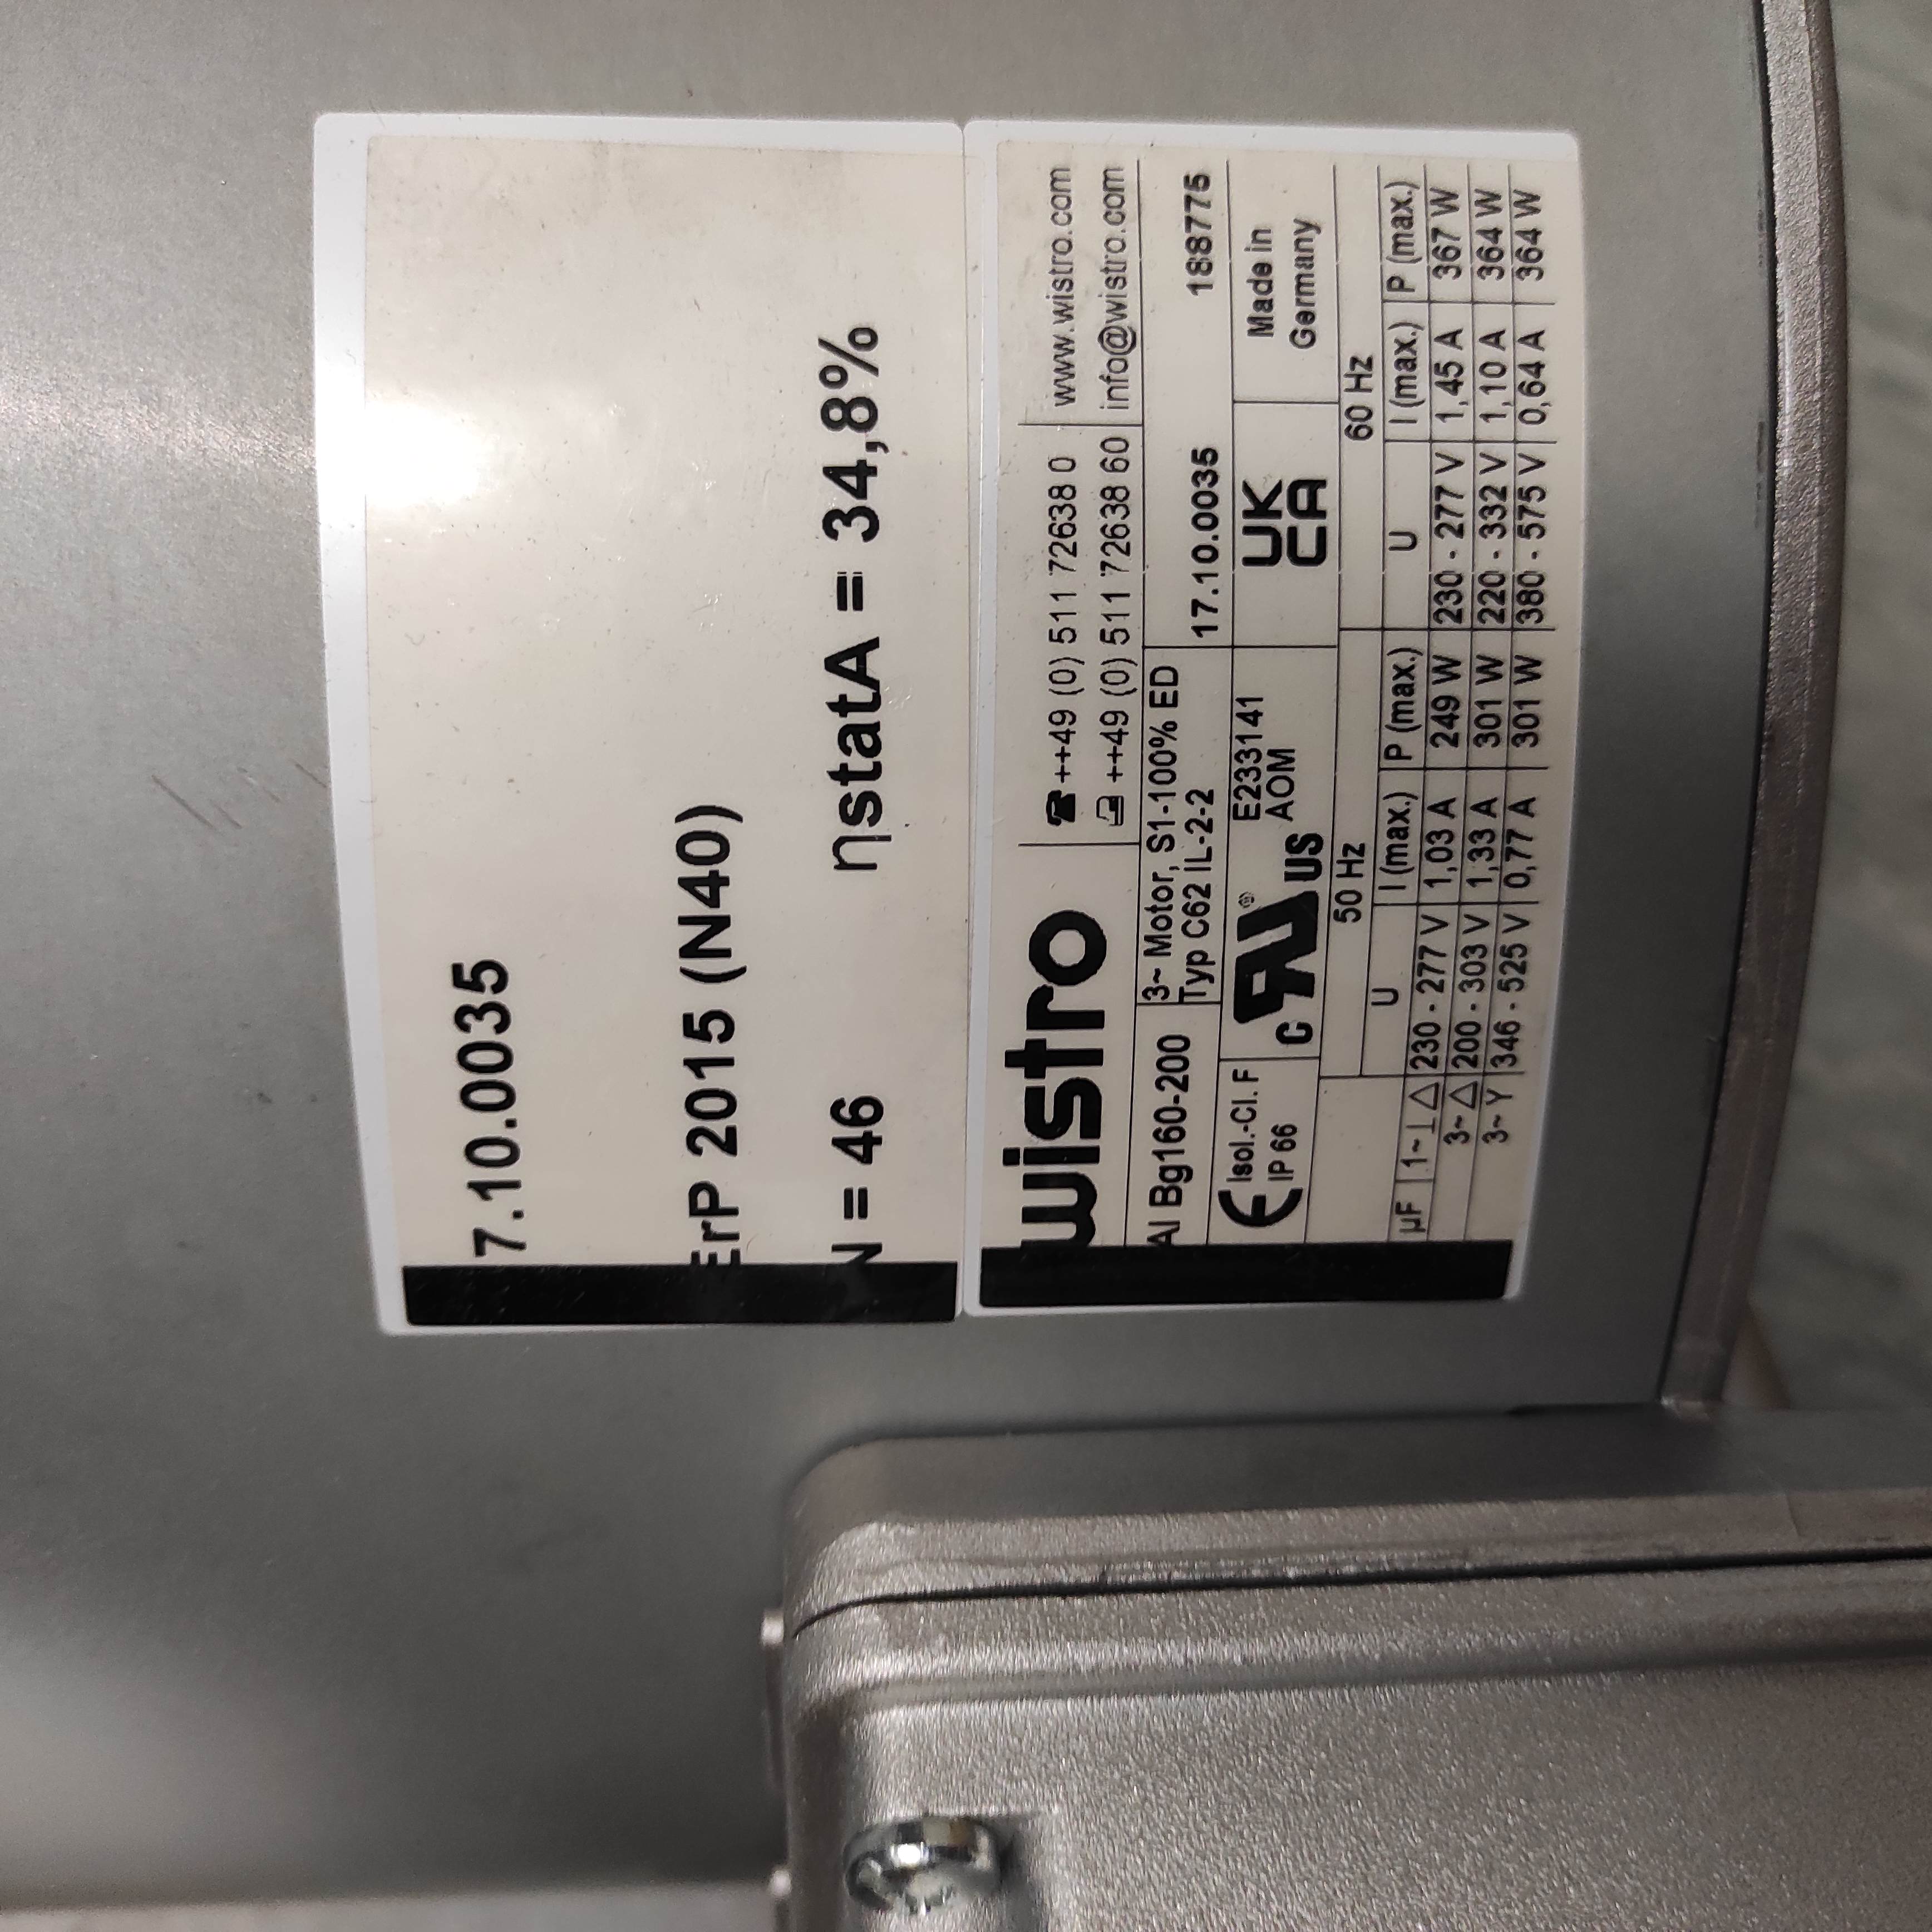 7.10.0035
ErP 2015 (N40)
N = 46 ηstatA = 34,8%
wistro
☎ ++49 (0) 511 72638 0 www.wistro.com
++49 (0) 511 72638 60 info@wistro.com
AI Bg160-200
3~ Motor, S1-100% ED
Typ C62 IL-2-2
17.10.0035 188775
CE Isol.-Cl. F
IP 66
c RU ® US
E233141
AOM
UK
CA
Made in
Germany
50 Hz 60 Hz
U I (max.) P (max.) U I (max.) P (max.)
µF 1~ ⊥ △ 230 - 277 V 1,03 A 249 W 230 - 277 V 1,45 A 367 W
3~ △ 200 - 303 V 1,33 A 301 W 220 - 332 V 1,10 A 364 W
3~ Y 346 - 525 V 0,77 A 301 W 380 - 575 V 0,64 A 364 W